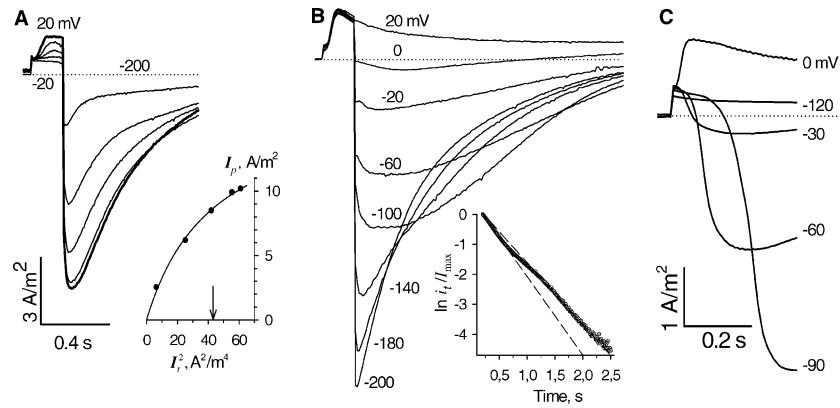 A
20 mV
-200
-20
I_p, A/m²
10
5
0
0 20 40 60
I_r², A²/m⁴
3 A/m²
0.4 s
B
20 mV
0
-20
-60
-100
-140
-180
-200
0
-1
-2
-3
-4
ln i_t/I_max
0,5 1,0 1,5 2,0 2,5
Time, s
C
0 mV
-120
-30
-60
-90
1 A/m²
0.2 s